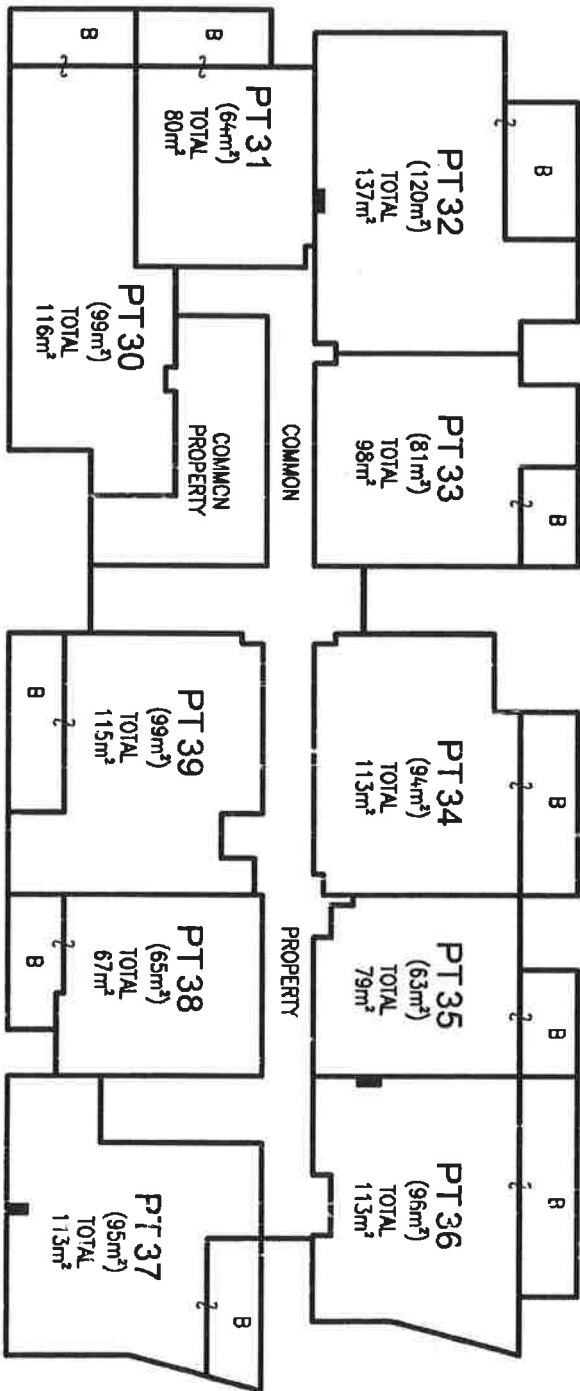 B
PT 32
(120m²)
TOTAL
137m²
B
PT 33
(81m²)
TOTAL
98m²
B
PT 34
(94m²)
TOTAL
113m²
B
PT 35
(63m²)
TOTAL
79m²
B
PT 36
(96m²)
TOTAL
113m²
B
PT 31
(64m²)
TOTAL
80m²
COMMON
PROPERTY
B
PT 30
(99m²)
TOTAL
116m²
COMMON
PROPERTY
PT 39
(99m²)
TOTAL
115m²
B
PT 38
(65m²)
TOTAL
67m²
B
PT 37
(95m²)
TOTAL
113m²
B